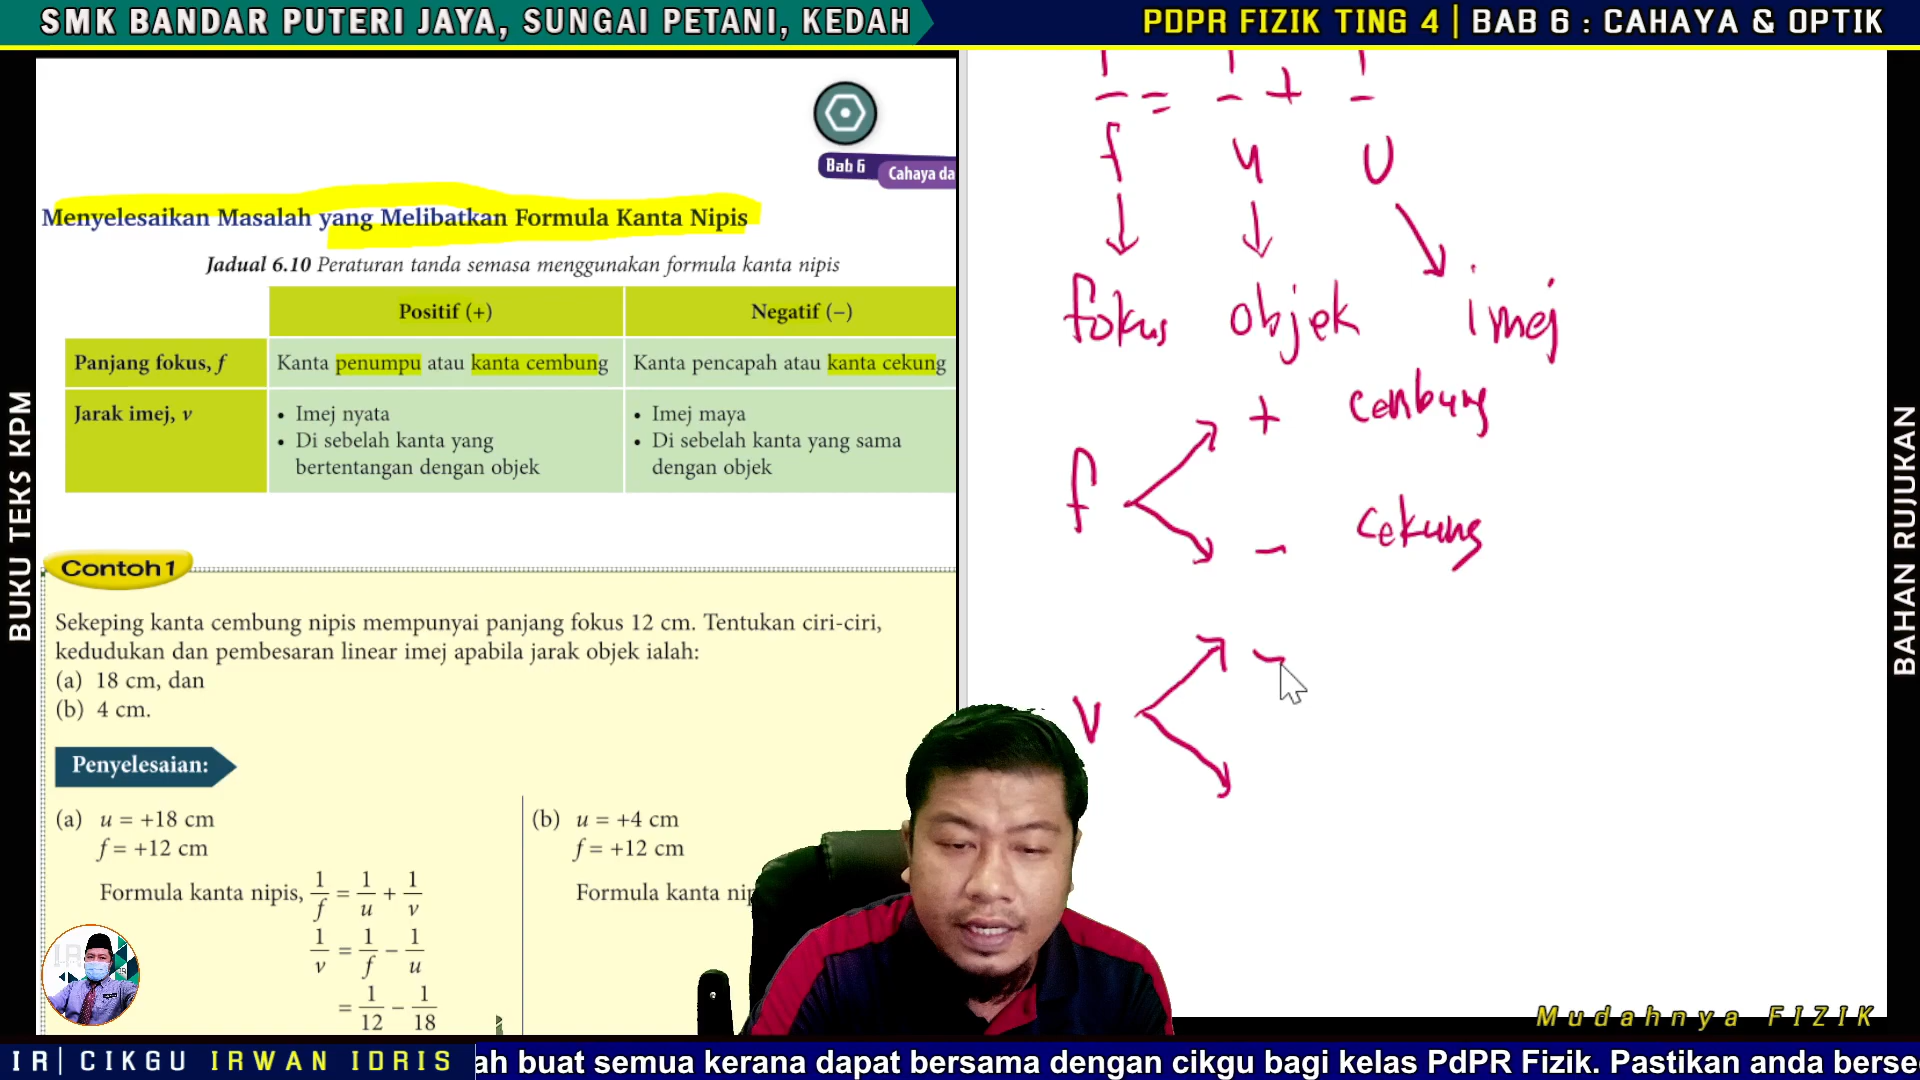 SMK BANDAR PUTERI JAYA, SUNGAI PETANI, KEDAH
PDPR FIZIK TING 4 | BAB 6 : CAHAYA & OPTIK
BUKU TEKS KPM
Bab 6
Cahaya da
Menyelesaikan Masalah yang Melibatkan Formula Kanta Nipis
Jadual 6.10 Peraturan tanda semasa menggunakan formula kanta nipis
Positif (+)
Negatif (−)
Panjang fokus, f
Kanta penumpu atau kanta cembung
Kanta pencapah atau kanta cekung
Jarak imej, v
• Imej nyata
• Di sebelah kanta yang
bertentangan dengan objek
• Imej maya
• Di sebelah kanta yang sama
dengan objek
Contoh 1
Sekeping kanta cembung nipis mempunyai panjang fokus 12 cm. Tentukan ciri-ciri,
kedudukan dan pembesaran linear imej apabila jarak objek ialah:
(a) 18 cm, dan
(b) 4 cm.
Penyelesaian:
(a) u = +18 cm
f = +12 cm
Formula kanta nipis, 1/f = 1/u + 1/v
1/v = 1/f − 1/u
= 1/12 − 1/18
(b) u = +4 cm
f = +12 cm
Formula kanta nip
1/f = 1/u + 1/v
fokus objek imej
f
+ cembung
− cekung
v
BAHAN RUJUKAN
Mudahnya FIZIK
IR| CIKGU IRWAN IDRIS
ah buat semua kerana dapat bersama dengan cikgu bagi kelas PdPR Fizik. Pastikan anda berse